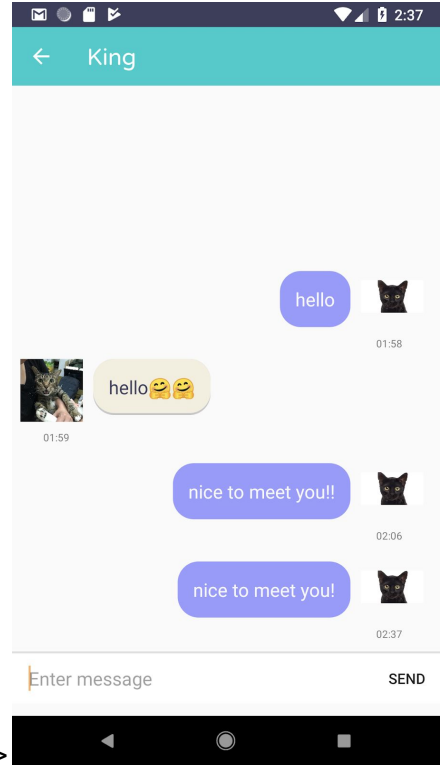 2:37
King
hello
01:58
hello🤗🤗
01:59
nice to meet you!!
02:06
nice to meet you!
02:37
Enter message
SEND
>